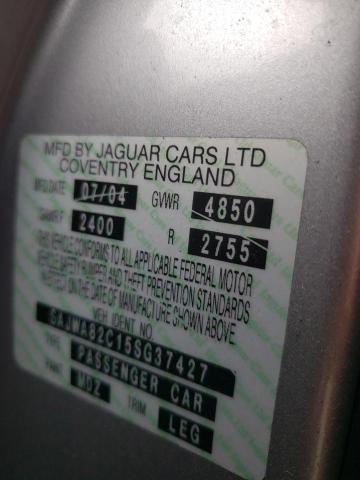 MFD BY JAGUAR CARS LTD
COVENTRY ENGLAND
MFD DATE 07/04 GVWR 4850
GAWR F 2400 R 2755
THIS VEHICLE CONFORMS TO ALL APPLICABLE FEDERAL MOTOR
VEHICLE SAFETY BUMPER AND THEFT PREVENTION STANDARDS
IN EFFECT ON THE DATE OF MANUFACTURE SHOWN ABOVE
VEH IDENT NO
SAJWA82C15SG37427
TYPE PASSENGER CAR
PAINT MDZ TRIM LEG